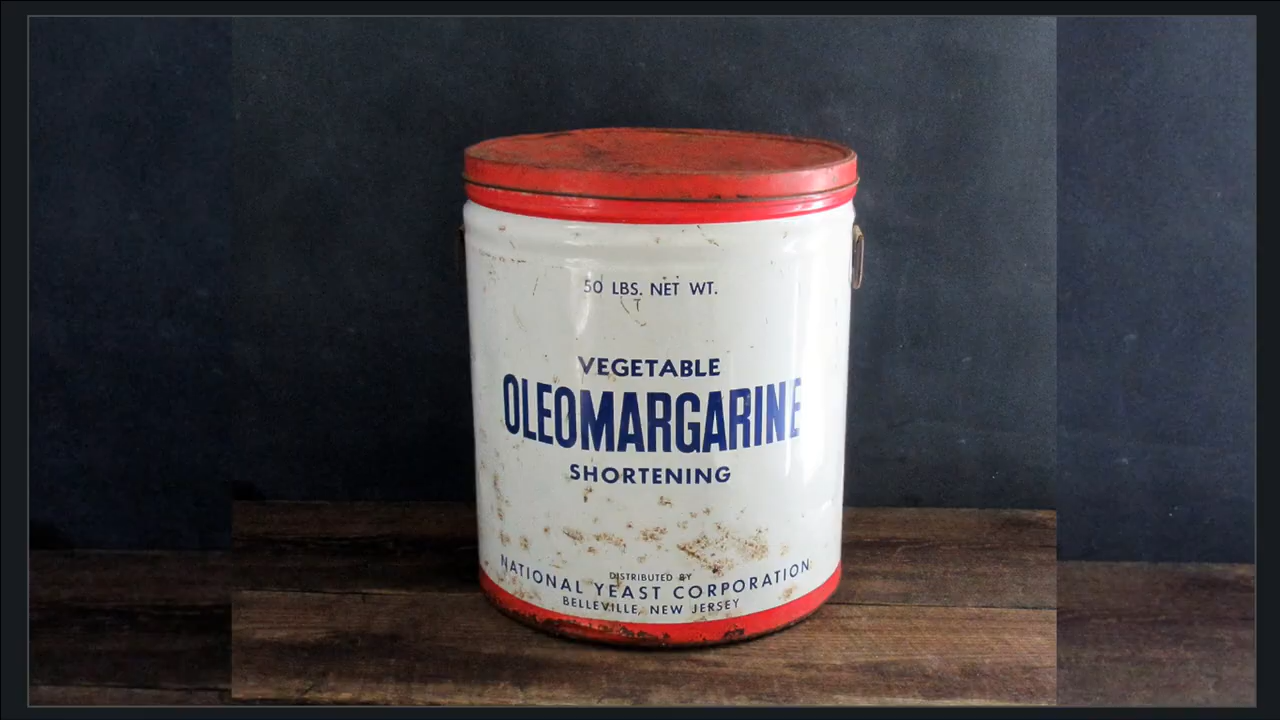 50 LBS. NET WT.
VEGETABLE
OLEOMARGARINE
SHORTENING
DISTRIBUTED BY
NATIONAL YEAST CORPORATION
BELLEVILLE, NEW JERSEY